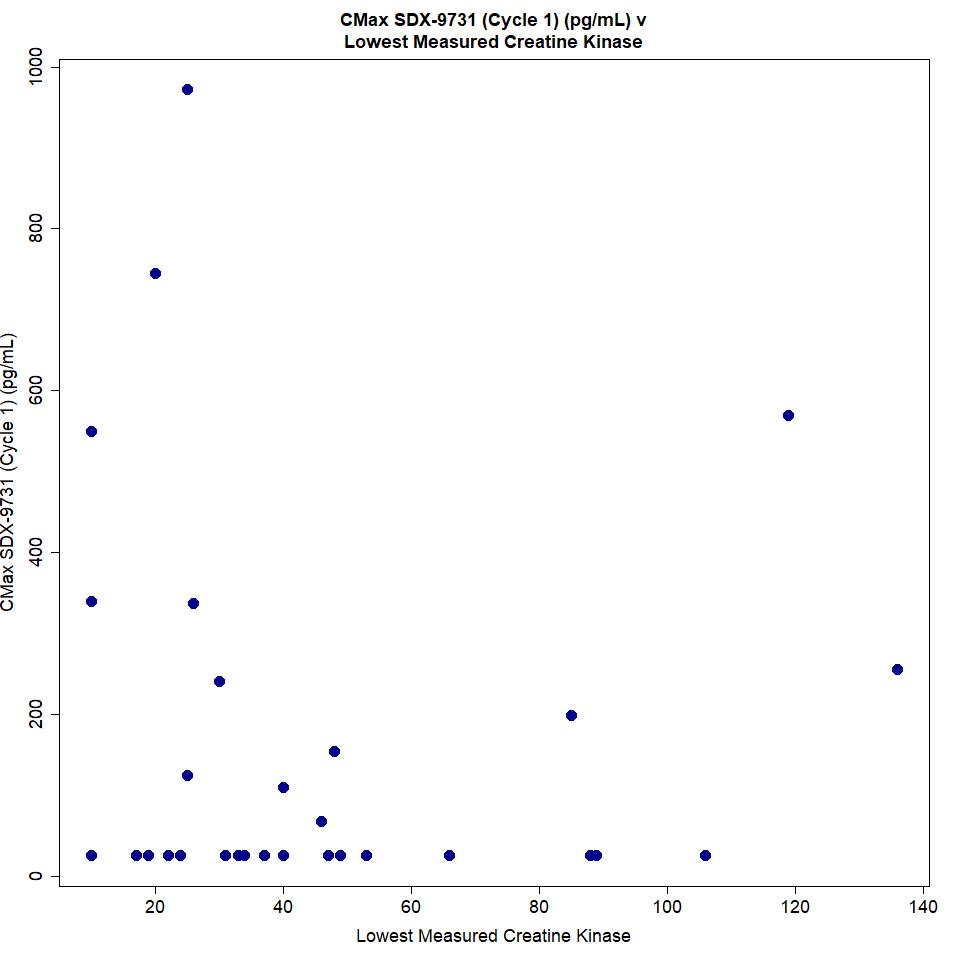 CMax SDX-9731 (Cycle 1) (pg/mL) v
Lowest Measured Creatine Kinase
CMax SDX-9731 (Cycle 1) (pg/mL)
1000
800
600
400
200
0
20 40 60 80 100 120 140
Lowest Measured Creatine Kinase